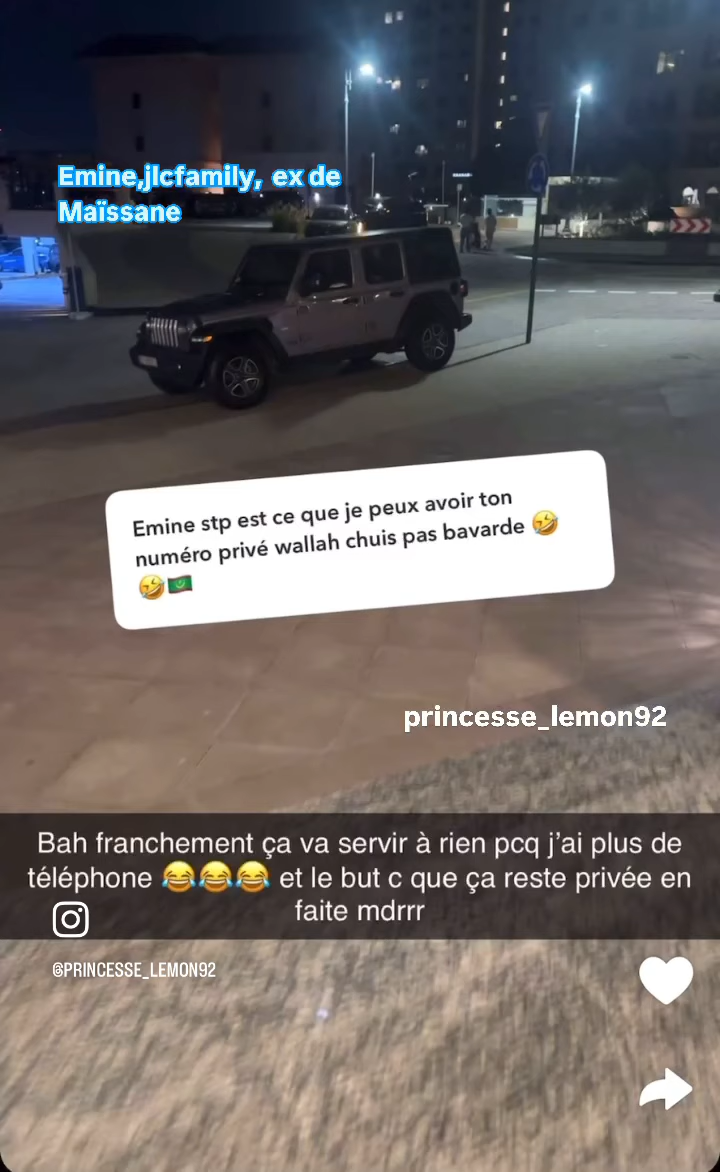 Emine,jlcfamily, ex de
Maïssane
Emine stp est ce que je peux avoir ton
numéro privé wallah chuis pas bavarde 🤣
🤣🇲🇷
princesse_lemon92
Bah franchement ça va servir à rien pcq j’ai plus de
téléphone 😂😂😂 et le but c que ça reste privée en
faite mdrrr
@PRINCESSE_LEMON92